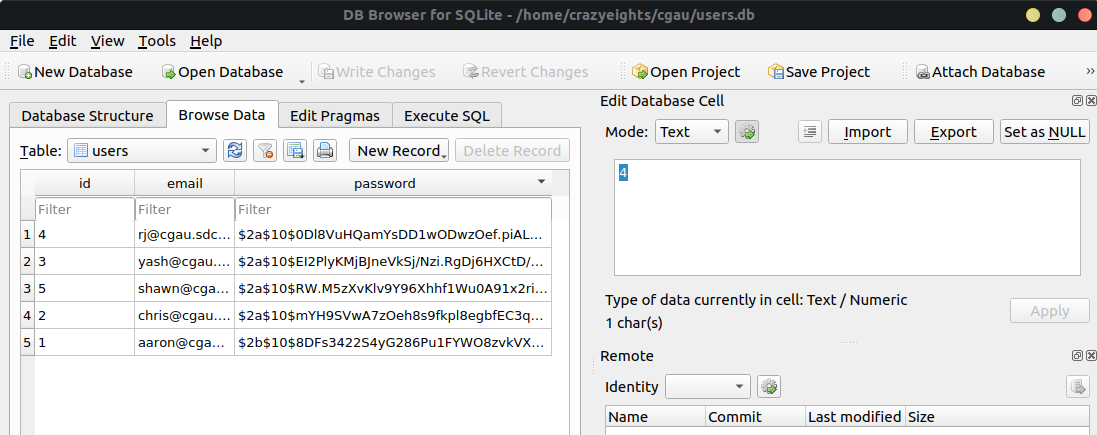 DB Browser for SQLite - /home/crazyeights/cgau/users.db
File Edit View Tools Help
New Database Open Database Write Changes Revert Changes Open Project Save Project Attach Database »
Database Structure Browse Data Edit Pragmas Execute SQL
Table: users New Record Delete Record
id email password
Filter Filter Filter
1 4 rj@cgau.sdc... $2a$10$0Dl8VuHQamYsDD1wODwzOef.piAL...
2 3 yash@cgau.... $2a$10$EI2PlyKMjBJneVkSj/Nzi.RgDj6HXCtD/...
3 5 shawn@cga... $2a$10$RW.M5zXvKlv9Y96Xhhf1Wu0A91x2ri...
4 2 chris@cgau.... $2a$10$mYH9SVwA7zOeh8s9fkpl8egbfEC3q...
5 1 aaron@cga... $2b$10$8DFs3422S4yG286Pu1FYWO8zvkVX...
Edit Database Cell
Mode: Text Import Export Set as NULL
4
Type of data currently in cell: Text / Numeric
1 char(s)
Apply
Remote
Identity
Name Commit Last modified Size